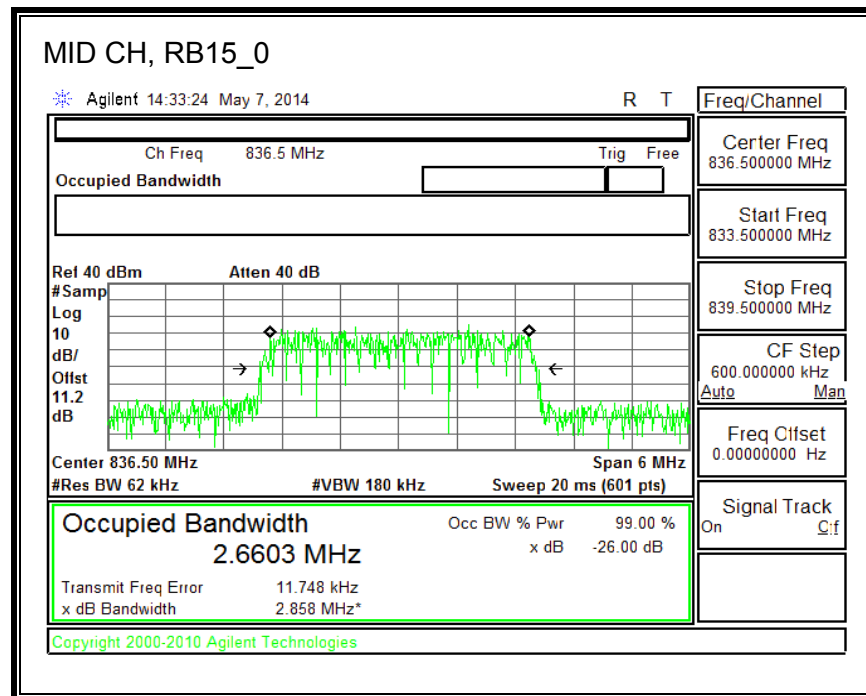 MID CH, RB15_0
Agilent 14:33:24 May 7, 2014 R T
Freq/Channel
Ch Freq 836.5 MHz Trig Free
Occupied Bandwidth
Center Freq
836.500000 MHz
Start Freq
833.500000 MHz
Stop Freq
839.500000 MHz
CF Step
600.000000 kHz
Auto Man
Freq Offset
0.00000000 Hz
Signal Track
On Off
Ref 40 dBm Atten 40 dB
#Samp
Log
10
dB/
Offst
11.2
dB
Center 836.50 MHz Span 6 MHz
#Res BW 62 kHz #VBW 180 kHz Sweep 20 ms (601 pts)
Occupied Bandwidth
2.6603 MHz
Occ BW % Pwr 99.00 %
x dB -26.00 dB
Transmit Freq Error 11.748 kHz
x dB Bandwidth 2.858 MHz*
Copyright 2000-2010 Agilent Technologies